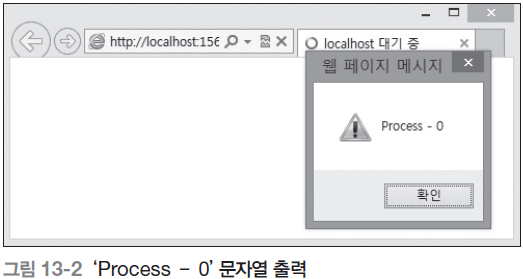 http://localhost:156
localhost 대기 중
웹 페이지 메시지
Process - 0
확인
그림 13-2 ‘Process - 0’ 문자열 출력